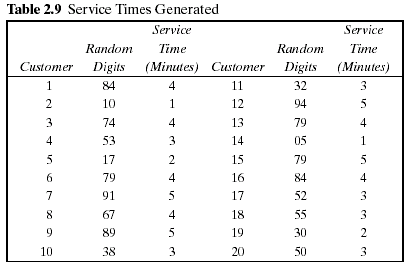 Table 2.9 Service Times Generated
Service Service
Random Time Random Time
Customer Digits (Minutes) Customer Digits (Minutes)
1 84 4 11 32 3
2 10 1 12 94 5
3 74 4 13 79 4
4 53 3 14 05 1
5 17 2 15 79 5
6 79 4 16 84 4
7 91 5 17 52 3
8 67 4 18 55 3
9 89 5 19 30 2
10 38 3 20 50 3